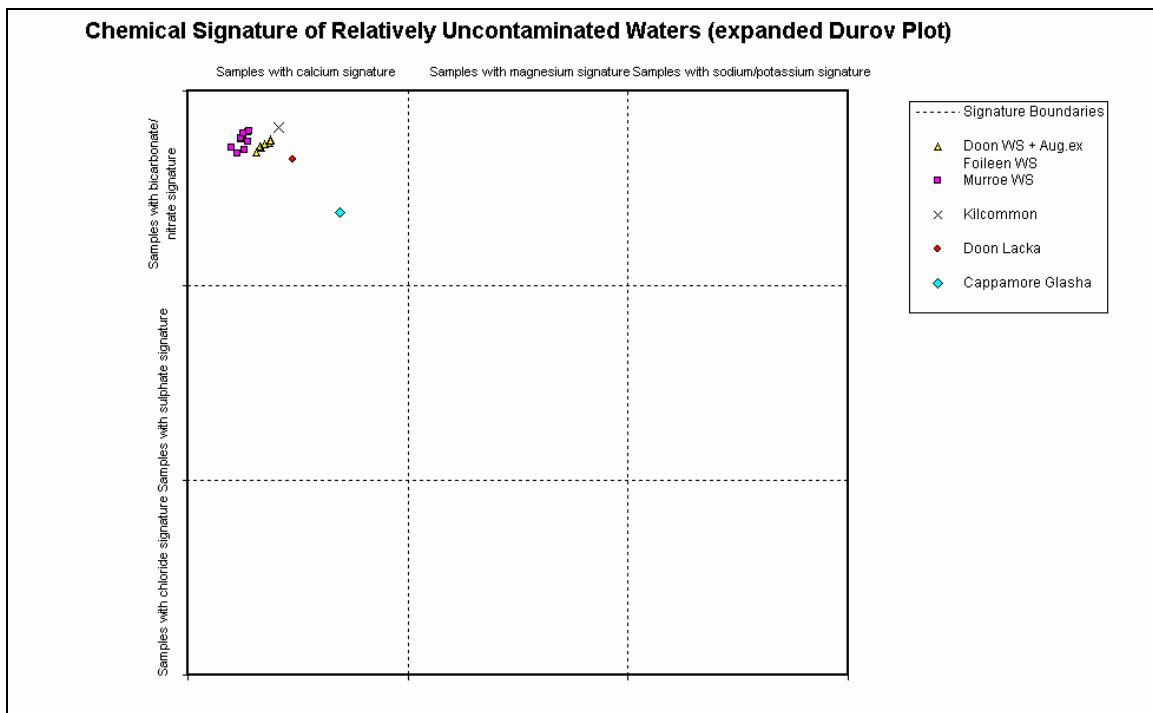 Chemical Signature of Relatively Uncontaminated Waters (expanded Durov Plot)
Samples with calcium signature
Samples with magnesium signature
Samples with sodium/potassium signature
Samples with bicarbonate/
nitrate signature
Samples with sulphate signature
Samples with chloride signature
Signature Boundaries
Doon WS + Aug.ex
Foileen WS
Murroe WS
Kilcommon
Doon Lacka
Cappamore Glasha